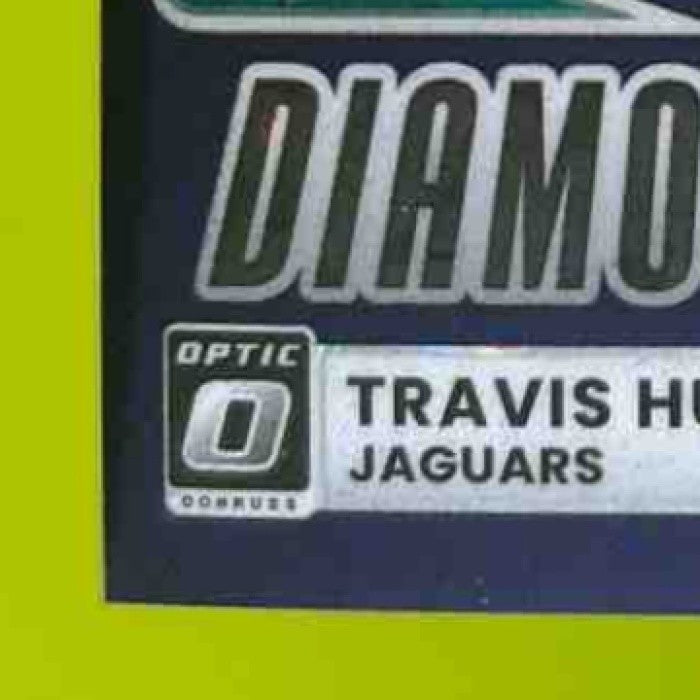 DIAMO
OPTIC
O
DONRUSS
TRAVIS HU
JAGUARS